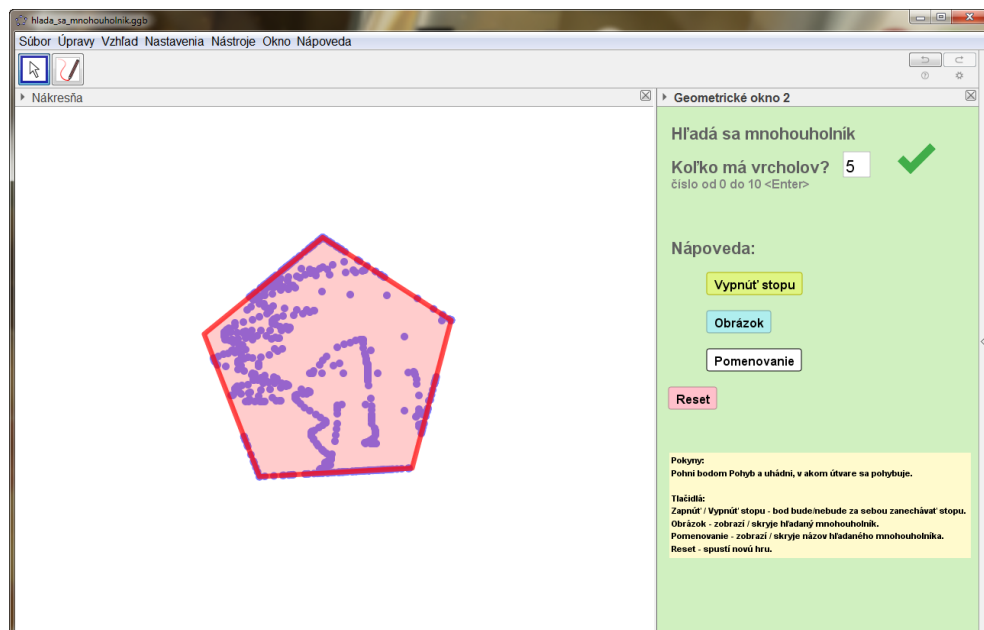 hlada_sa_mnohouholnik.ggb
Súbor Úpravy Vzhľad Nastavenia Nástroje Okno Nápoveda
Nákresňa
Geometrické okno 2
Hľadá sa mnohouholník
Koľko má vrcholov? 5
číslo od 0 do 10 <Enter>
Nápoveda:
Vypnúť stopu
Obrázok
Pomenovanie
Reset
Pokyny:
Pohni bodom Pohyb a uhádni, v akom útvare sa pohybuje.
Tlačidlá:
Zapnúť / Vypnúť stopu - bod bude/nebude za sebou zanechávať stopu.
Obrázok - zobrazí / skryje hľadaný mnohouholník.
Pomenovanie - zobrazí / skryje názov hľadaného mnohouholníka.
Reset - spustí novú hru.